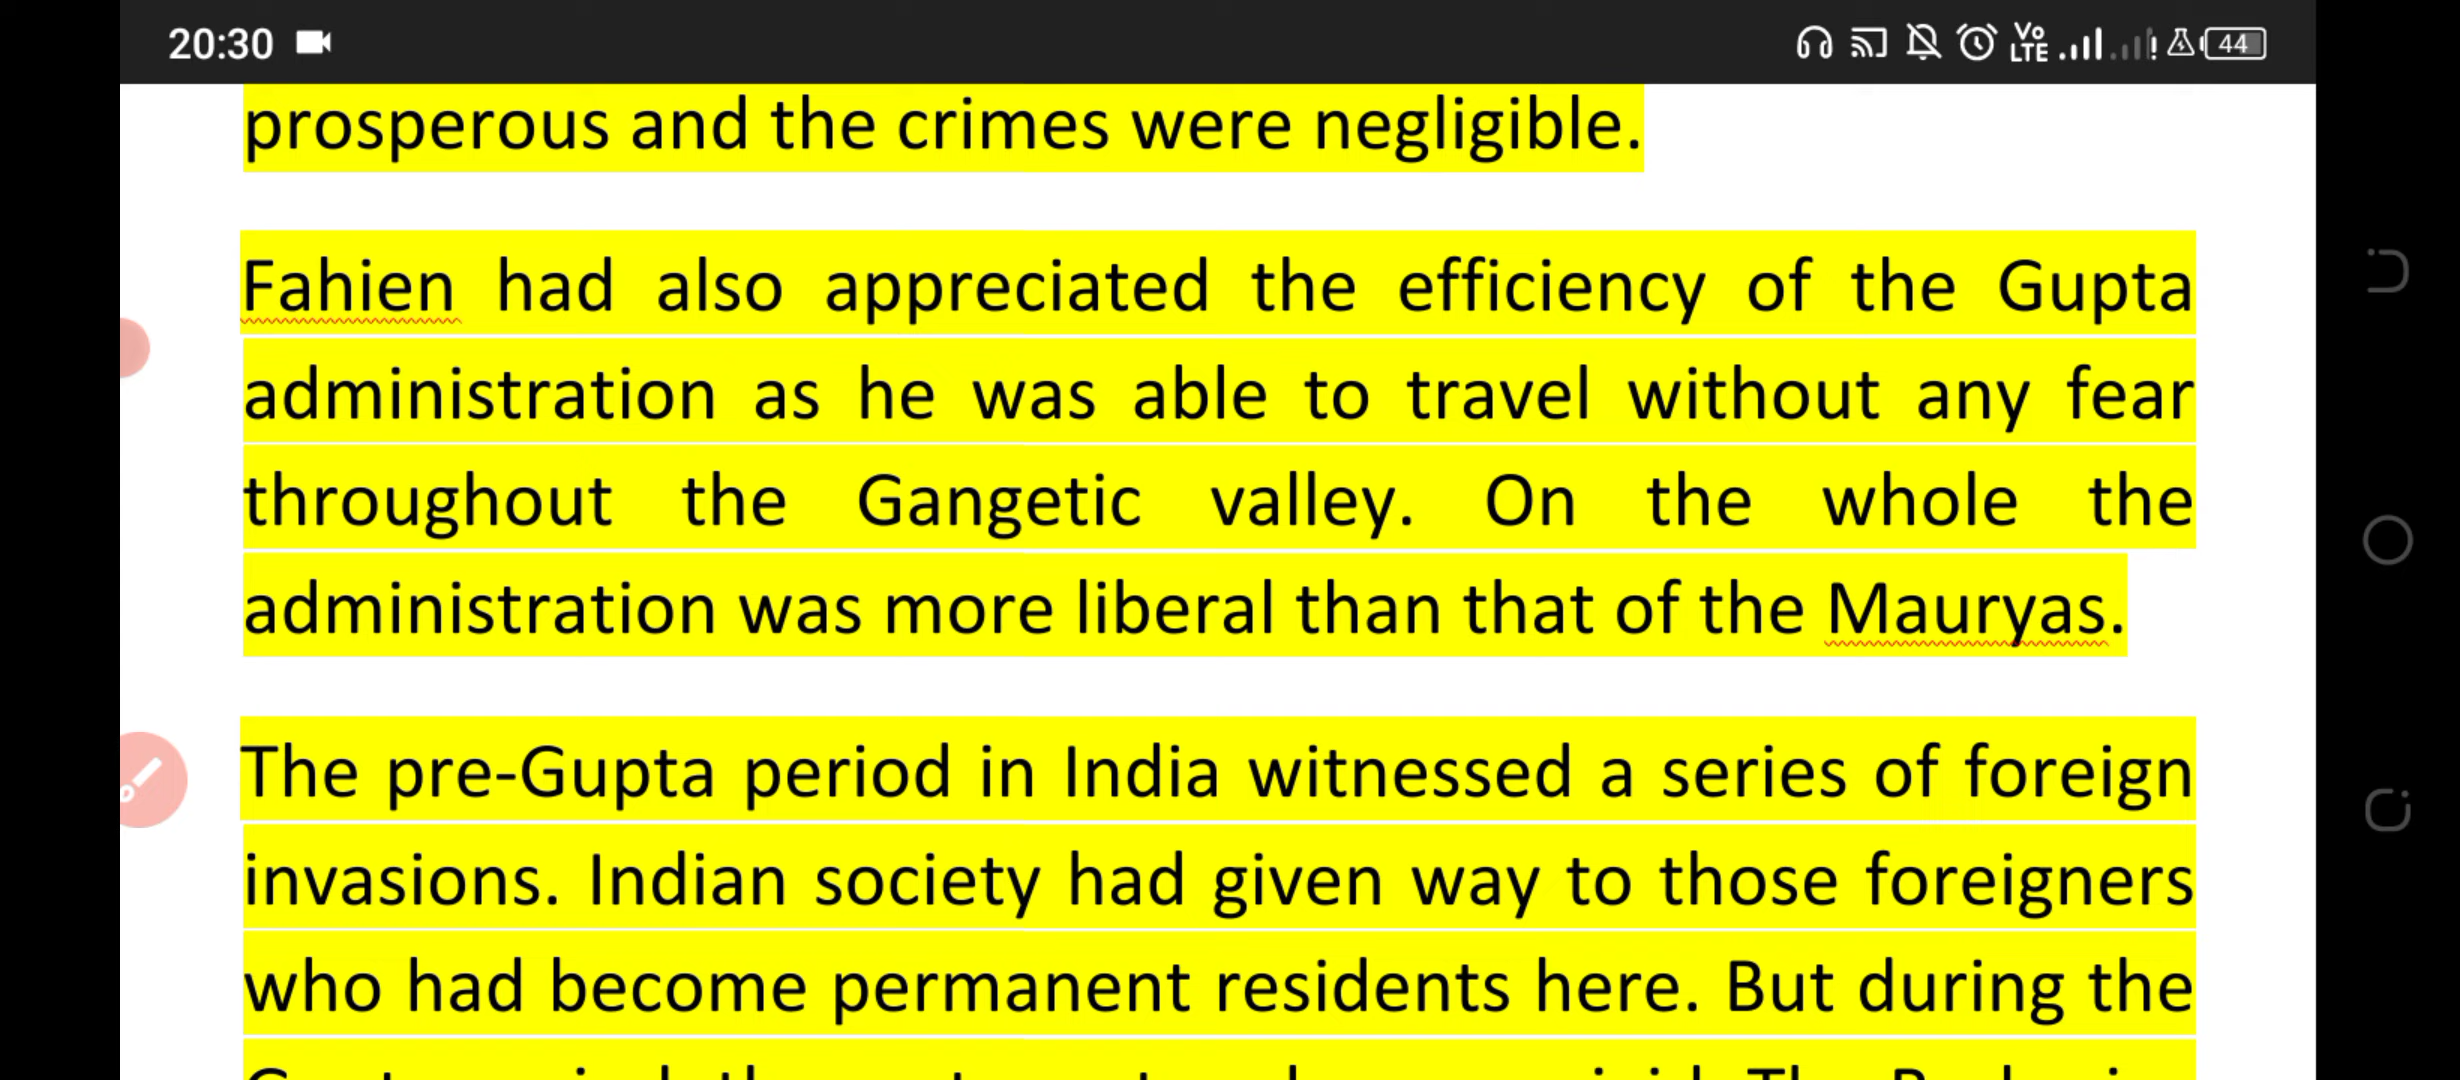 20:30
Vo
LTE
44
prosperous and the crimes were negligible.
Fahien had also appreciated the efficiency of the Gupta
administration as he was able to travel without any fear
throughout the Gangetic valley. On the whole the
administration was more liberal than that of the Mauryas.
The pre-Gupta period in India witnessed a series of foreign
invasions. Indian society had given way to those foreigners
who had become permanent residents here. But during the